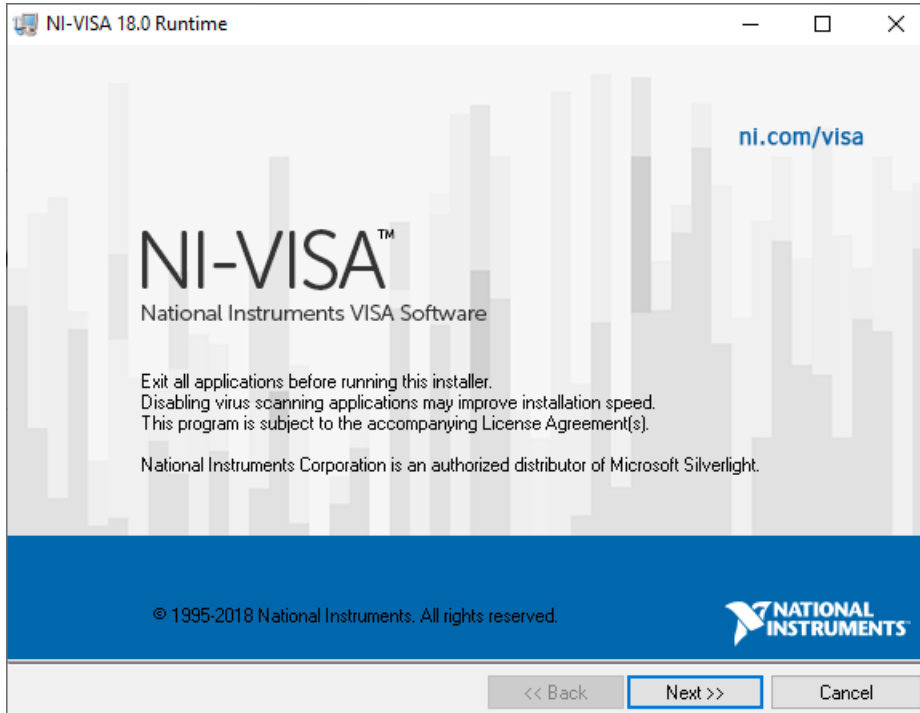 NI-VISA 18.0 Runtime
ni.com/visa
NI-VISA™
National Instruments VISA Software
Exit all applications before running this installer.
Disabling virus scanning applications may improve installation speed.
This program is subject to the accompanying License Agreement(s).
National Instruments Corporation is an authorized distributor of Microsoft Silverlight.
© 1995-2018 National Instruments. All rights reserved.
NATIONAL
INSTRUMENTS
<< Back
Next >>
Cancel